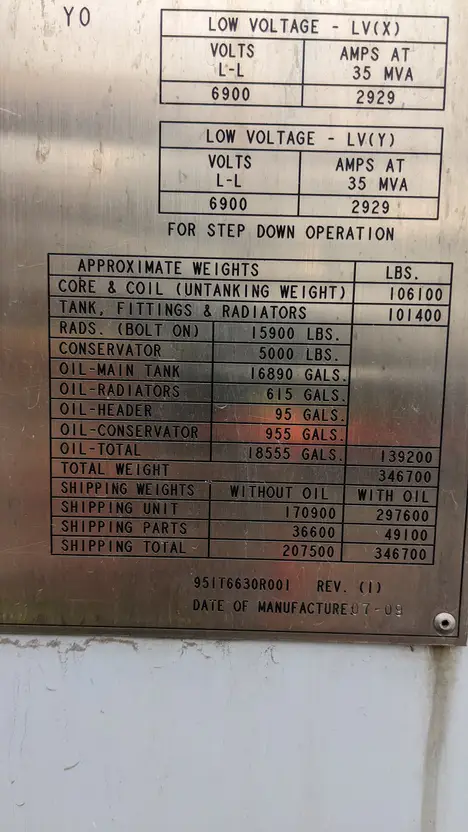 Y0
LOW VOLTAGE - LV(X)
VOLTS L-L AMPS AT 35 MVA
6900 2929
LOW VOLTAGE - LV(Y)
VOLTS L-L AMPS AT 35 MVA
6900 2929
FOR STEP DOWN OPERATION
APPROXIMATE WEIGHTS LBS.
CORE & COIL (UNTANKING WEIGHT) 106100
TANK, FITTINGS & RADIATORS 101400
RADS. (BOLT ON) 15900 LBS.
CONSERVATOR 5000 LBS.
OIL-MAIN TANK 16890 GALS.
OIL-RADIATORS 615 GALS.
OIL-HEADER 95 GALS.
OIL-CONSERVATOR 955 GALS.
OIL-TOTAL 18555 GALS. 139200
TOTAL WEIGHT 346700
SHIPPING WEIGHTS WITHOUT OIL WITH OIL
SHIPPING UNIT 170900 297600
SHIPPING PARTS 36600 49100
SHIPPING TOTAL 207500 346700
951T6630R001 REV. (1)
DATE OF MANUFACTURE 07-09